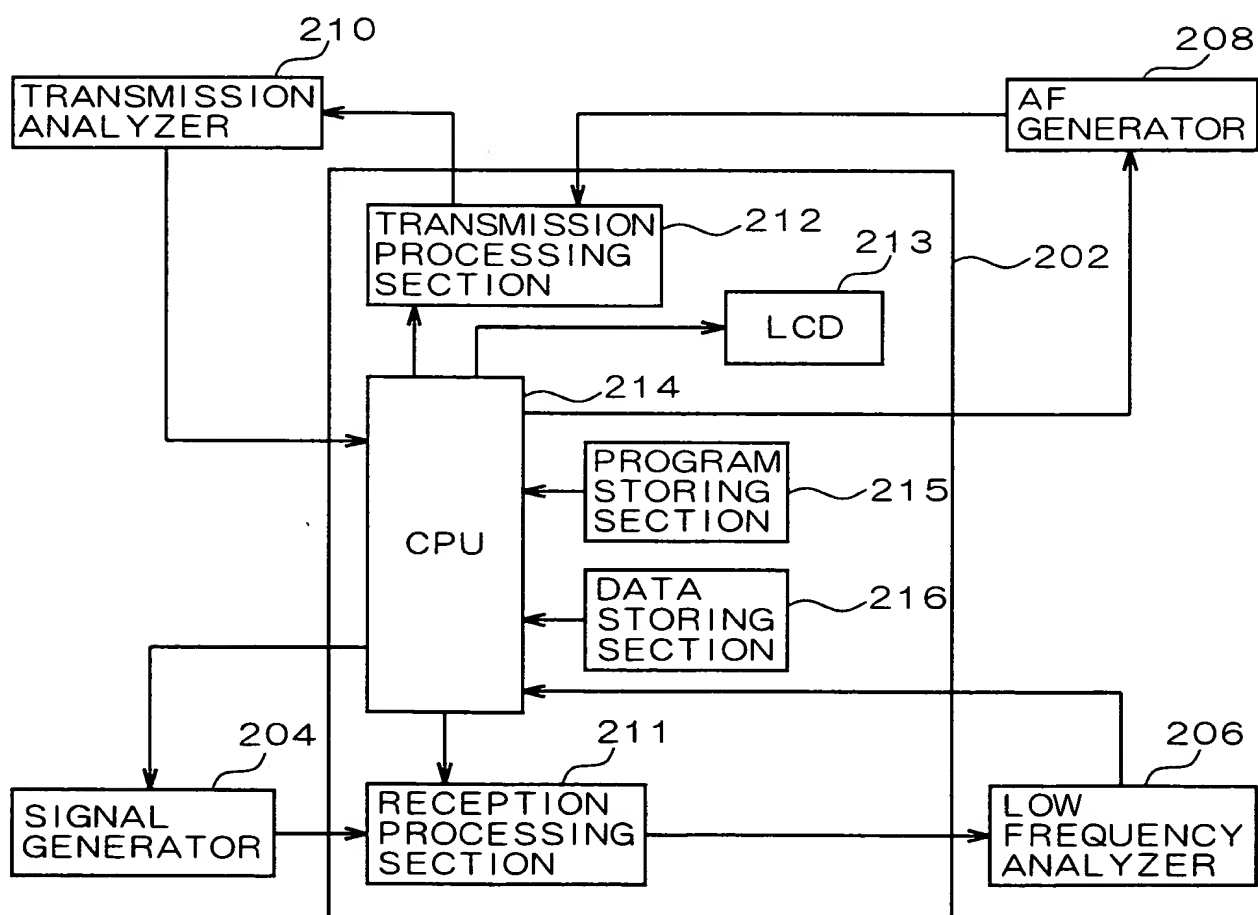 210
208
TRANSMISSION
ANALYZER
AF
GENERATOR
TRANSMISSION
PROCESSING
SECTION
212
213
202
LCD
214
CPU
PROGRAM
STORING
SECTION
215
DATA
STORING
SECTION
216
204
211
206
SIGNAL
GENERATOR
RECEPTION
PROCESSING
SECTION
LOW
FREQUENCY
ANALYZER